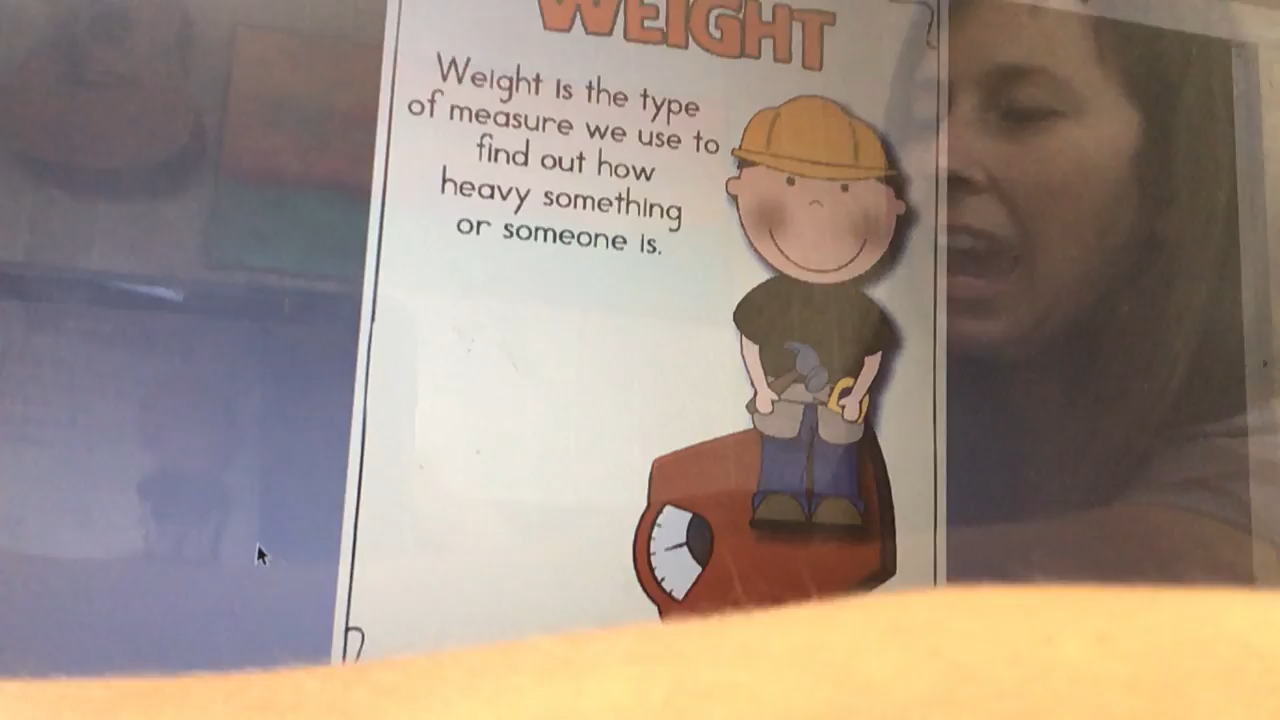 WEIGHT
Weight is the type
of measure we use to
find out how
heavy something
or someone is.